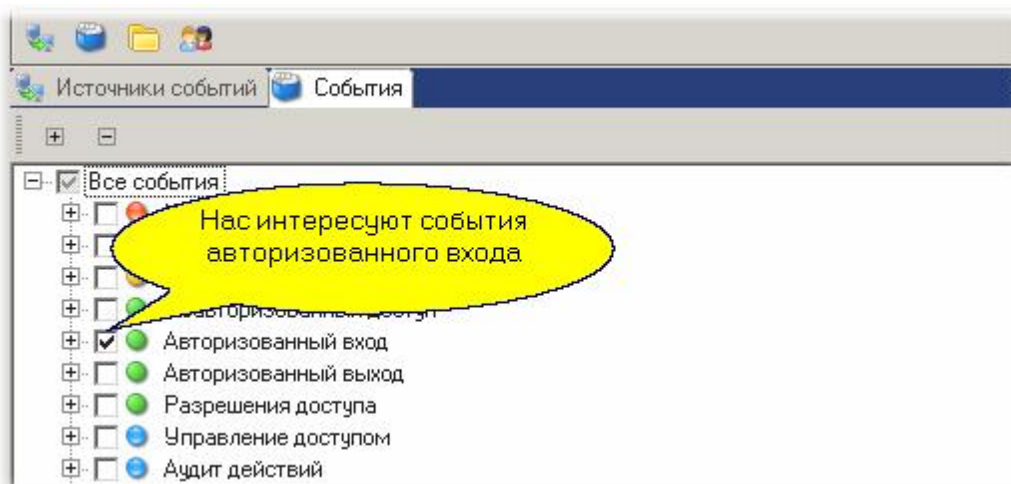 Источники событий События
Все события
Нас интересуют события
авторизованного входа
Авторизованный вход
Авторизованный выход
Разрешения доступа
Управление доступом
Аудит действий